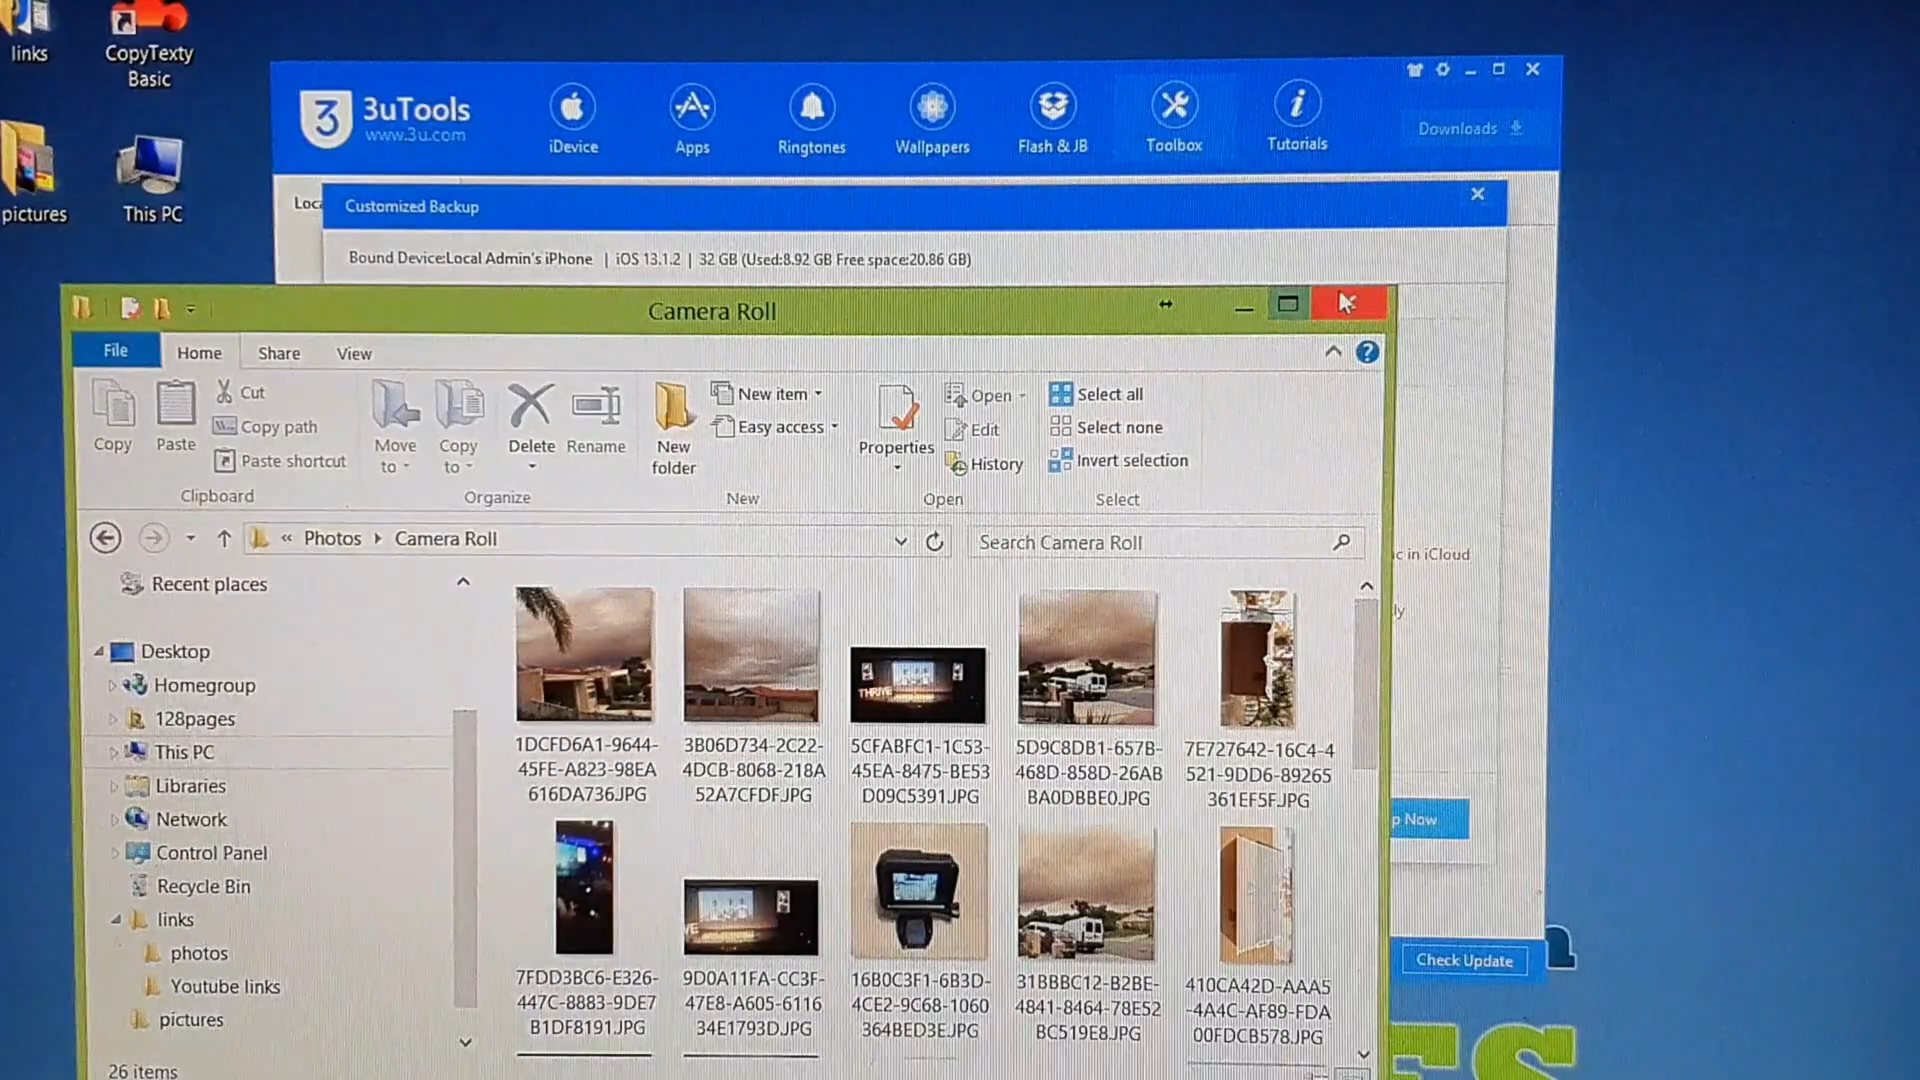 links
CopyTexty
Basic
pictures
This PC
3uTools
www.3u.com
iDevice
Apps
Ringtones
Wallpapers
Flash & JB
Toolbox
Tutorials
Downloads
Customized Backup
Bound Device:Local Admin's iPhone | iOS 13.1.2 | 32 GB (Used:8.92 GB Free space:20.86 GB)
Camera Roll
File
Home
Share
View
Copy
Paste
Cut
Copy path
Paste shortcut
Clipboard
Move
to
Copy
to
Delete
Rename
Organize
New
folder
New item
Easy access
New
Properties
Open
Edit
History
Open
Select all
Select none
Invert selection
Select
« Photos Camera Roll
Search Camera Roll
c in iCloud
ly
p Now
Check Update
Recent places
Desktop
Homegroup
128pages
This PC
Libraries
Network
Control Panel
Recycle Bin
links
photos
Youtube links
pictures
26 items
THRIVE
1DCFD6A1-9644-
45FE-A823-98EA
616DA736.JPG
3B06D734-2C22-
4DCB-8068-218A
52A7CFDF.JPG
5CFABFC1-1C53-
45EA-8475-BE53
D09C5391.JPG
5D9C8DB1-657B-
468D-858D-26AB
BA0DBBE0.JPG
7E727642-16C4-4
521-9DD6-89265
361EF5F.JPG
7FDD3BC6-E326-
447C-8883-9DE7
B1DF8191.JPG
9D0A11FA-CC3F-
47E8-A605-6116
34E1793D.JPG
16B0C3F1-6B3D-
4CE2-9C68-1060
364BED3E.JPG
31BBBC12-B2BE-
4841-8464-78E52
BC519E8.JPG
410CA42D-AAA5
-4A4C-AF89-FDA
00FDCB578.JPG